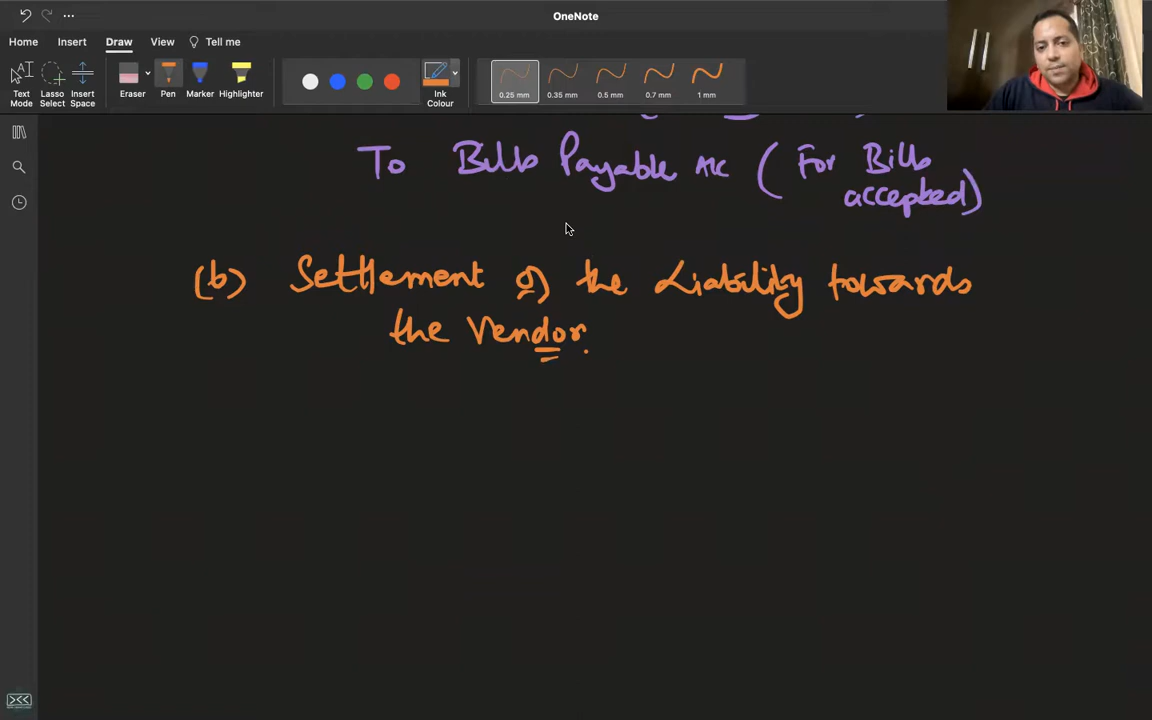 OneNote
Home Insert Draw View Tell me
Text Mode
Lasso Select
Insert Space
Eraser
Pen
Marker
Highlighter
Ink Colour
0.25 mm 0.35 mm 0.5 mm 0.7 mm 1 mm
To Bills Payable A/c (For Bills
accepted)
(b) Settlement of the Liability towards
the Vendor.